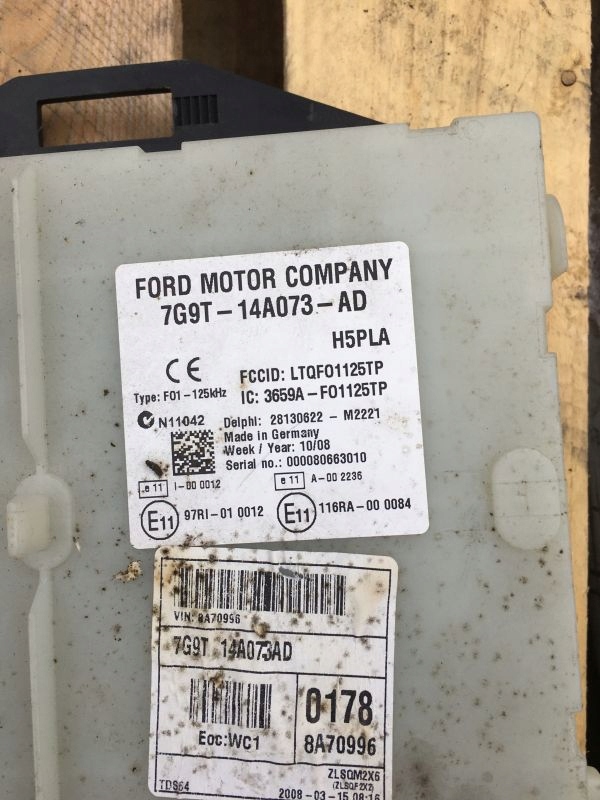 FORD MOTOR COMPANY
7G9T-14A073-AD
H5PLA
CE
FCCID: LTQFO1125TP
Type: FO1-125kHz IC: 3659A-FO1125TP
N11042 Delphi: 28130622 - M2221
Made in Germany
Week / Year: 10/08
Serial no.: 000080663010
e 11 I-00 0012 e 11 A-00 2236
E11 97RI-01 0012 E11 116RA-00 0084
VIN: 8A70996
7G9T 14A073AD
0178
Eoc:WC1 8A70996
ZLSQM2X6
(ZLSQF2X2)
TDS64 2008-03-15 08:16